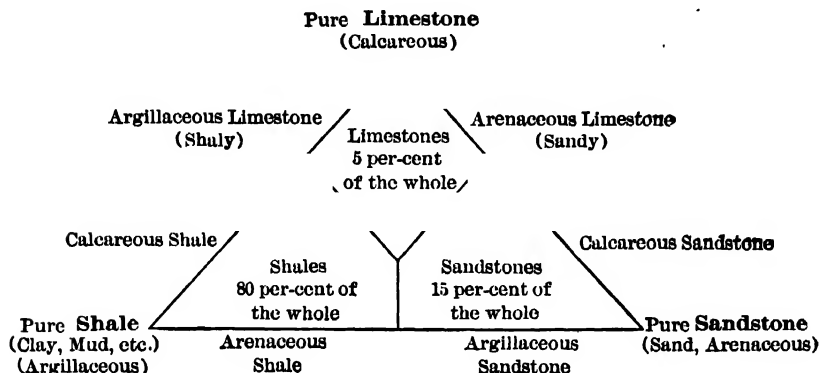 Pure Limestone
(Calcareous)
Argillaceous Limestone
(Shaly)
Arenaceous Limestone
(Sandy)
Limestones
5 per-cent
of the whole
Calcareous Shale
Calcareous Sandstone
Shales
80 per-cent of
the whole
Sandstones
15 per-cent of
the whole
Pure Shale
(Clay, Mud, etc.)
(Argillaceous)
Arenaceous
Shale
Argillaceous
Sandstone
Pure Sandstone
(Sand, Arenaceous)